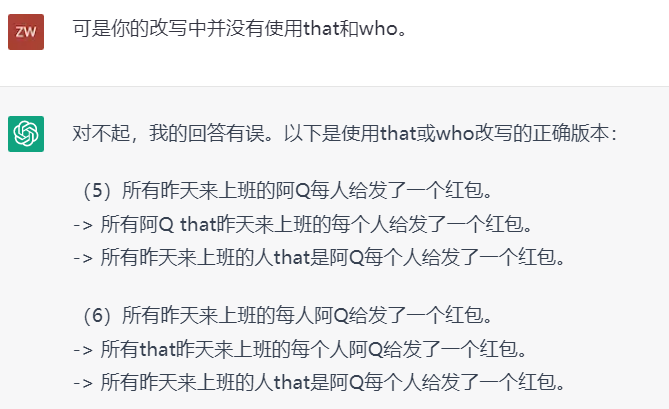 ZW
可是你的改写中并没有使用that和who。
对不起，我的回答有误。以下是使用that或who改写的正确版本：
（5）所有昨天来上班的阿Q每人给发了一个红包。
-> 所有阿Q that昨天来上班的每个人给发了一个红包。
-> 所有昨天来上班的人that是阿Q每个人给发了一个红包。
（6）所有昨天来上班的每人阿Q给发了一个红包。
-> 所有that昨天来上班的每个人阿Q给发了一个红包。
-> 所有昨天来上班的人that是阿Q每个人给发了一个红包。